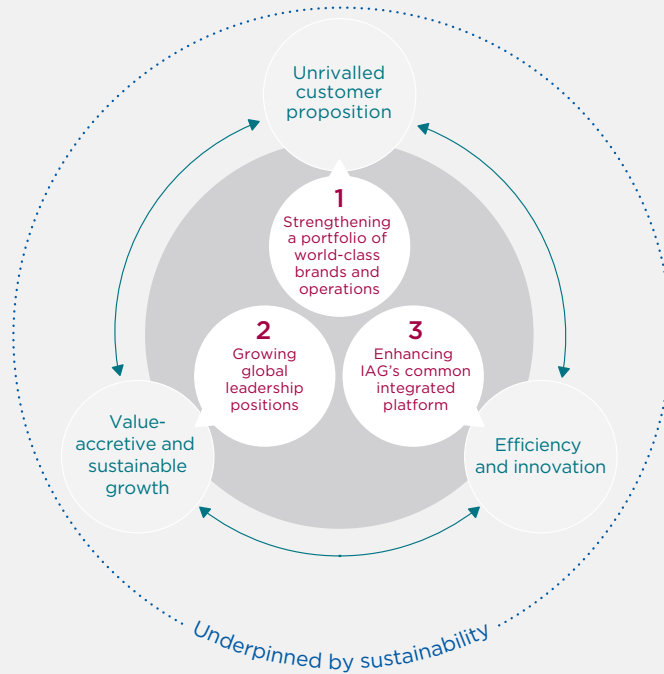 Unrivalled
customer
proposition
1
Strengthening
a portfolio of
world-class
brands and
operations
2
Growing
global
leadership
positions
3
Enhancing
IAG’s common
integrated
platform
Value-
accretive and
sustainable
growth
Efficiency
and innovation
Underpinned by sustainability